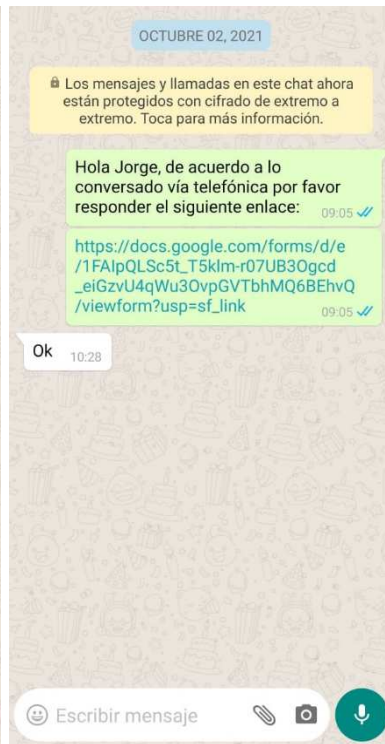 OCTUBRE 02, 2021
Los mensajes y llamadas en este chat ahora
están protegidos con cifrado de extremo a
extremo. Toca para más información.
Hola Jorge, de acuerdo a lo
conversado vía telefónica por favor
responder el siguiente enlace:
09:05
https://docs.google.com/forms/d/e
/1FAIpQLSc5t_T5klm-r07UB3Ogcd
_eiGzvU4qWu3OvpGVTbhMQ6BEhvQ
/viewform?usp=sf_link
09:05
Ok
10:28
Escribir mensaje